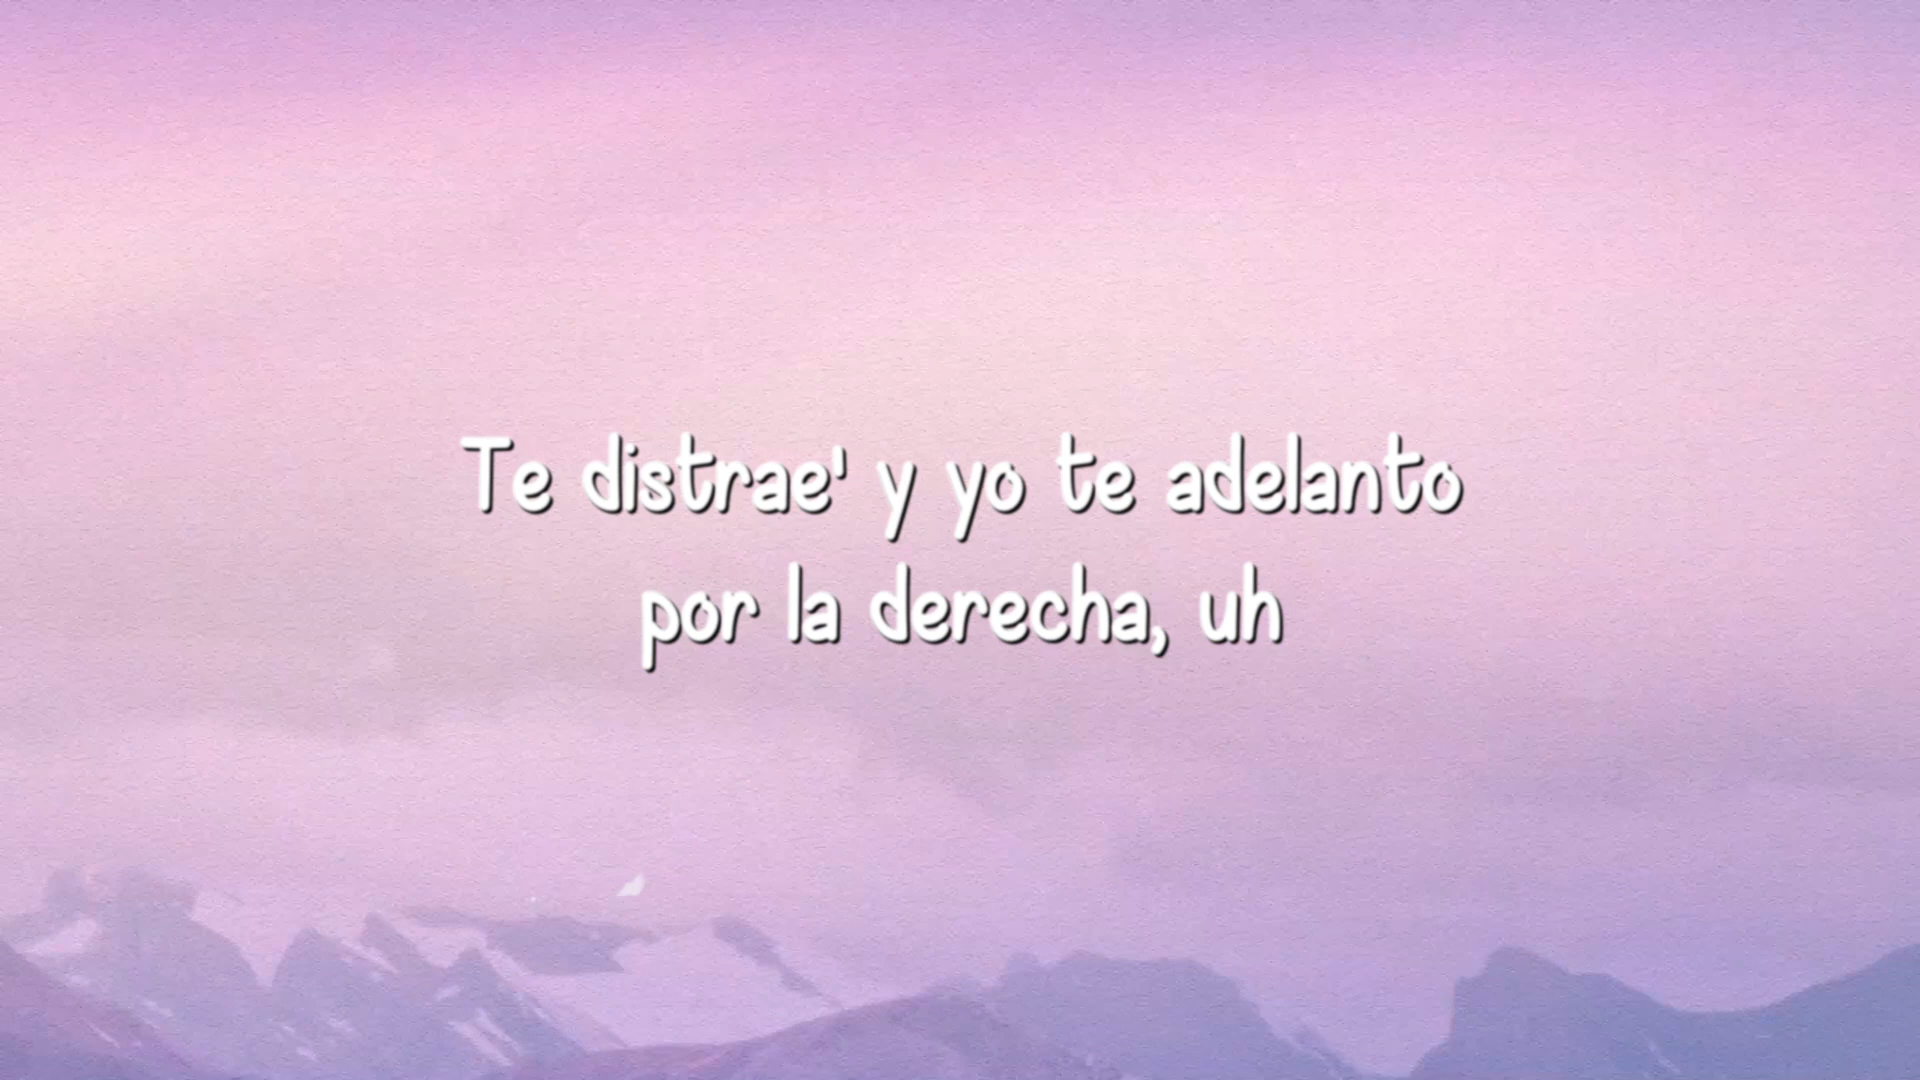 Te distrae' y yo te adelanto
por la derecha, uh